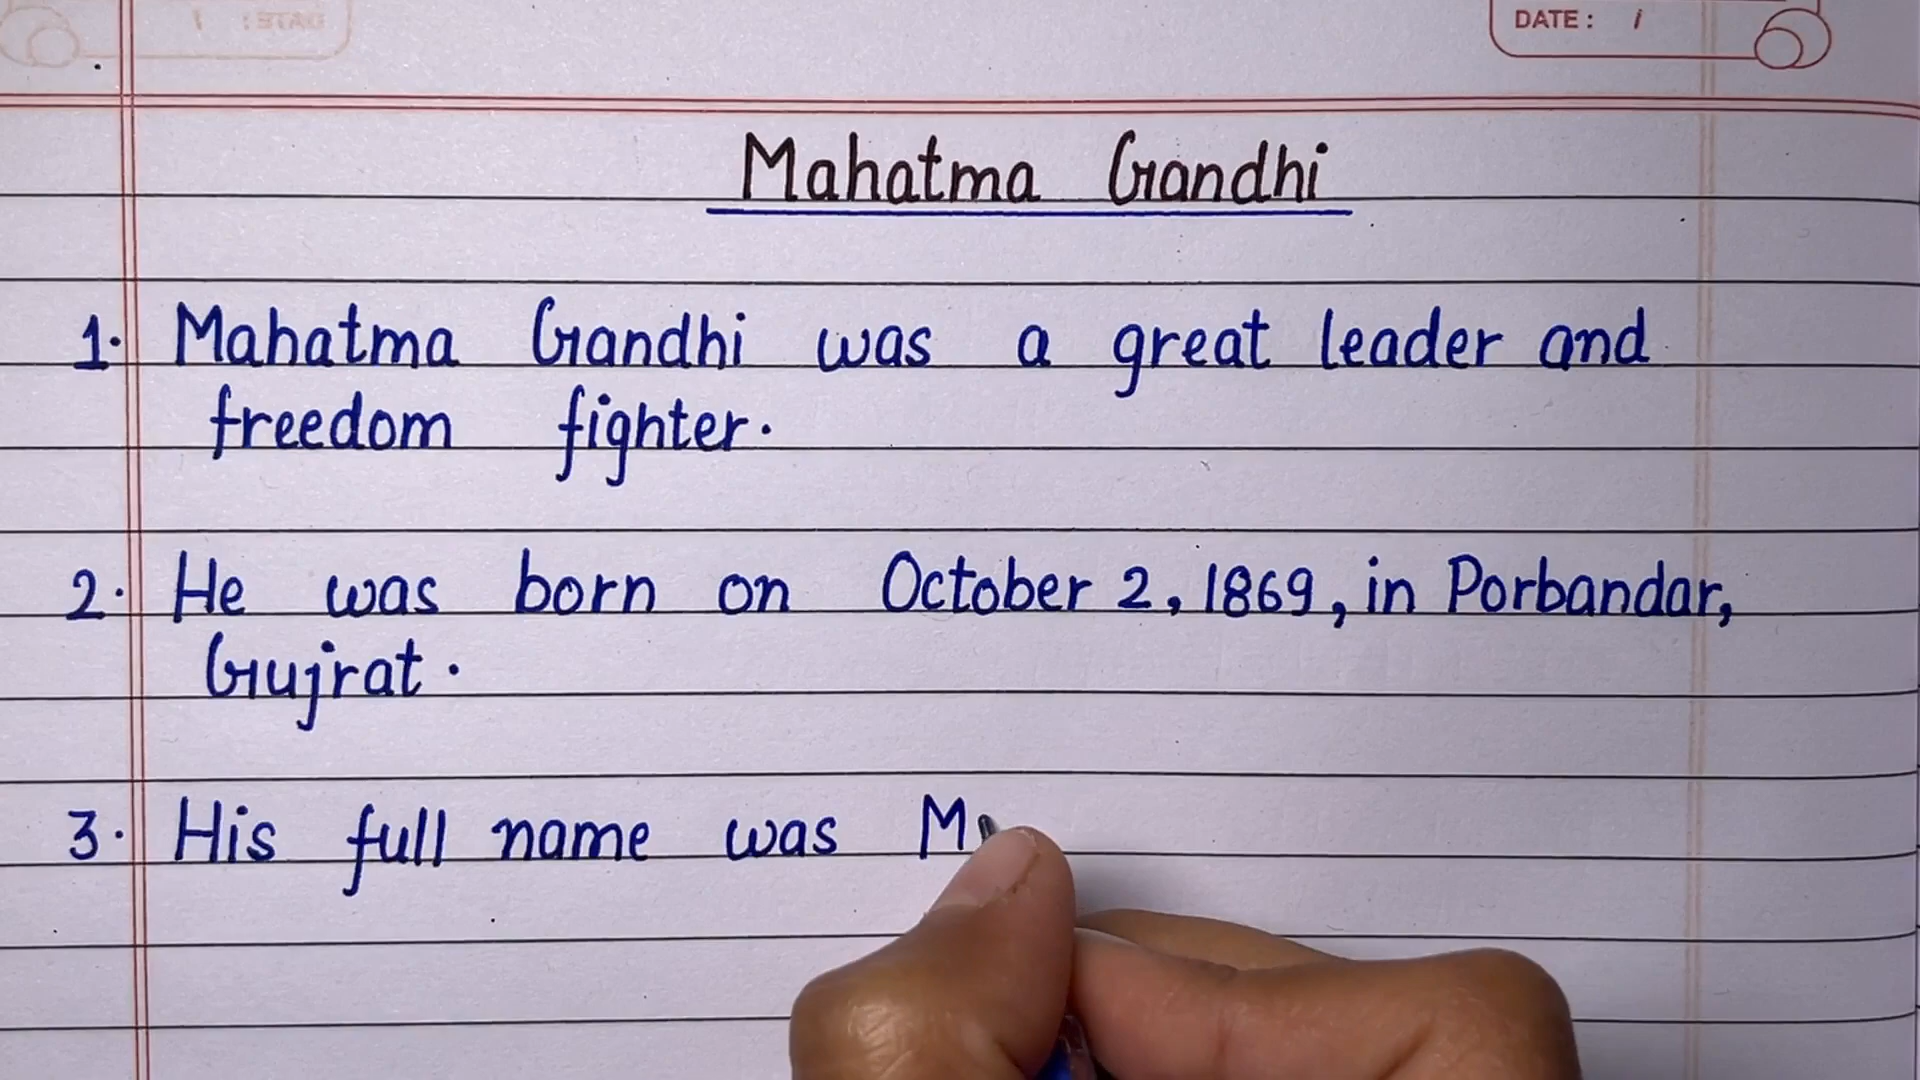 DATE :
Mahatma Gandhi
1. Mahatma Gandhi was a great leader and
freedom fighter.
2. He was born on October 2, 1869, in Porbandar,
Gujrat.
3. His full name was M